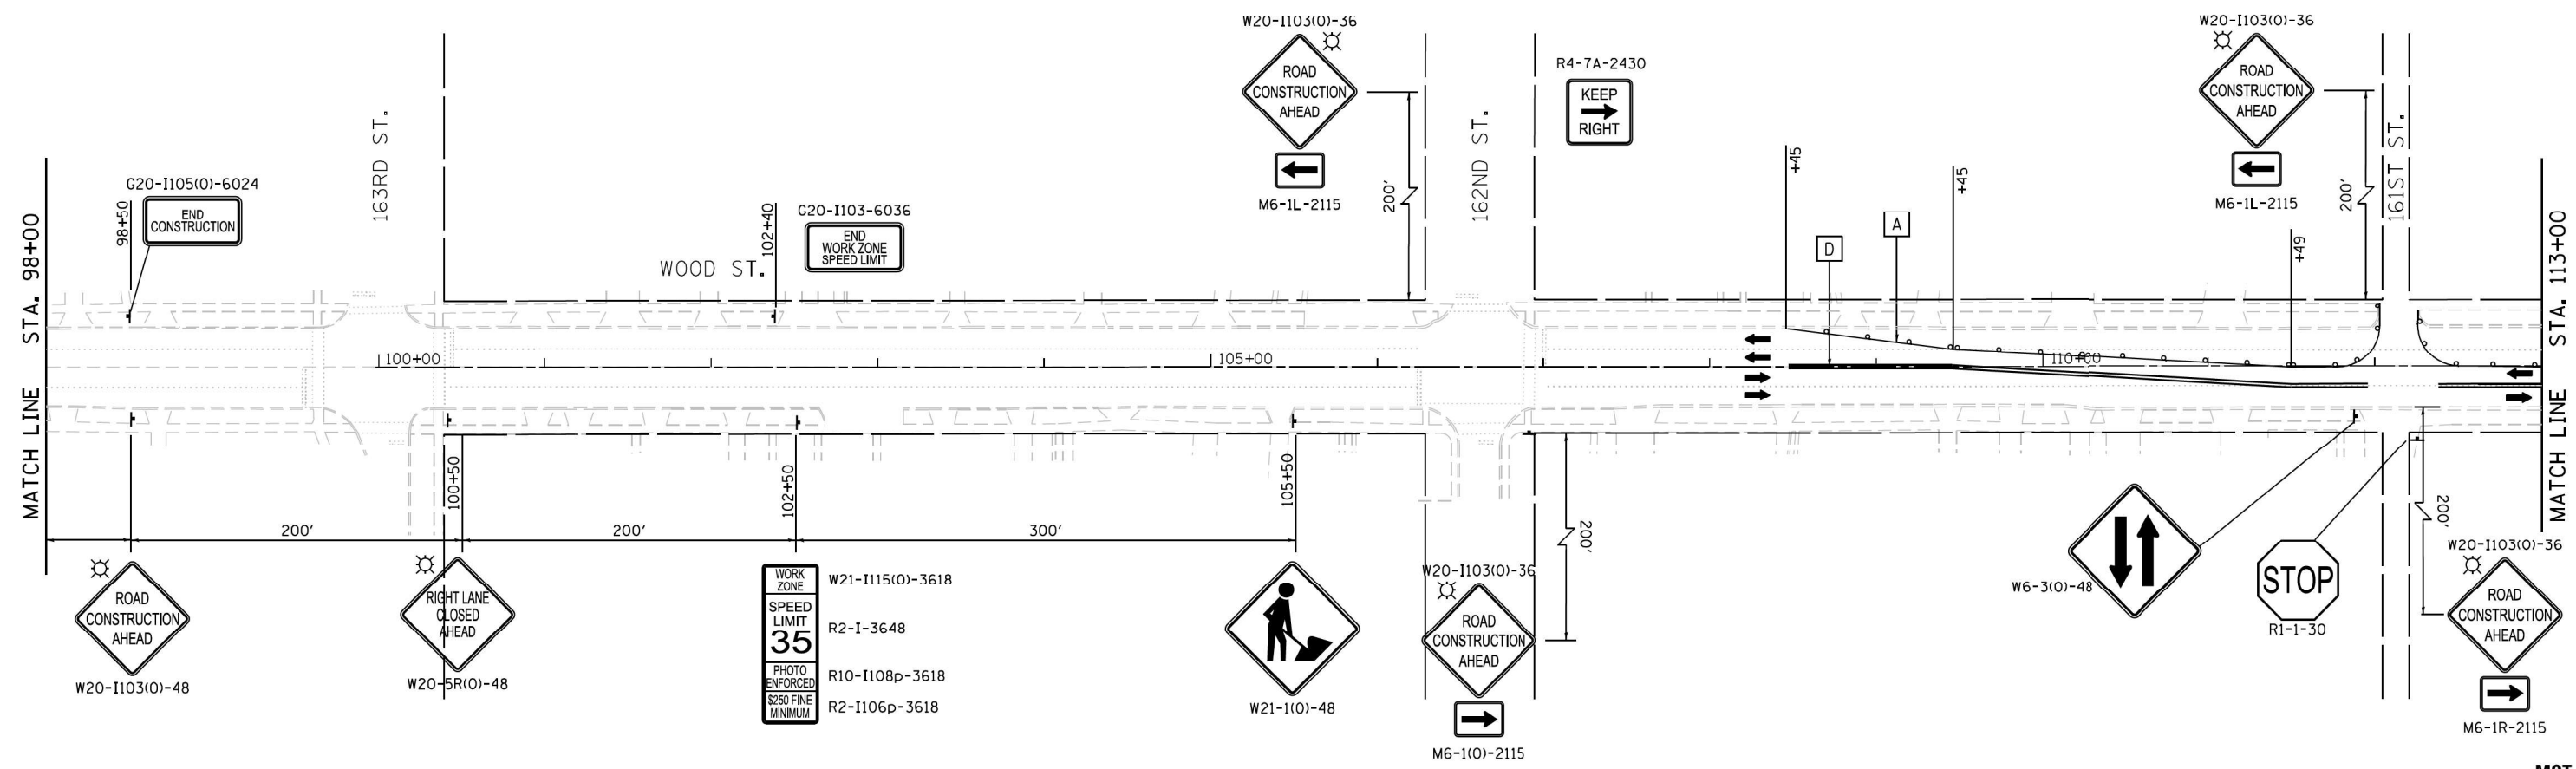 W20-I103(0)-36
ROAD
CONSTRUCTION
AHEAD
M6-1L-2115
200'
162ND ST.
R4-7A-2430
KEEP
RIGHT
W20-I103(0)-36
ROAD
CONSTRUCTION
AHEAD
M6-1L-2115
200'
161ST ST.
163RD ST.
G20-I105(0)-6024
END
CONSTRUCTION
98+50
MATCH LINE STA. 98+00
102+40
G20-I103-6036
END
WORK ZONE
SPEED LIMIT
WOOD ST.
+45
+45
+49
D
A
MATCH LINE STA. 113+00
100+00
105+00
110+00
100+50
102+50
105+50
200'
200'
300'
200'
200'
ROAD
CONSTRUCTION
AHEAD
W20-I103(0)-48
RIGHT LANE
CLOSED
AHEAD
W20-5R(0)-48
WORK
ZONE
W21-I115(0)-3618
SPEED
LIMIT
35
R2-I-3648
PHOTO
ENFORCED
R10-I108p-3618
$250 FINE
MINIMUM
R2-I106p-3618
W21-1(0)-48
W20-I103(0)-36
ROAD
CONSTRUCTION
AHEAD
M6-1(0)-2115
W6-3(0)-48
STOP
R1-1-30
W20-I103(0)-36
ROAD
CONSTRUCTION
AHEAD
M6-1R-2115